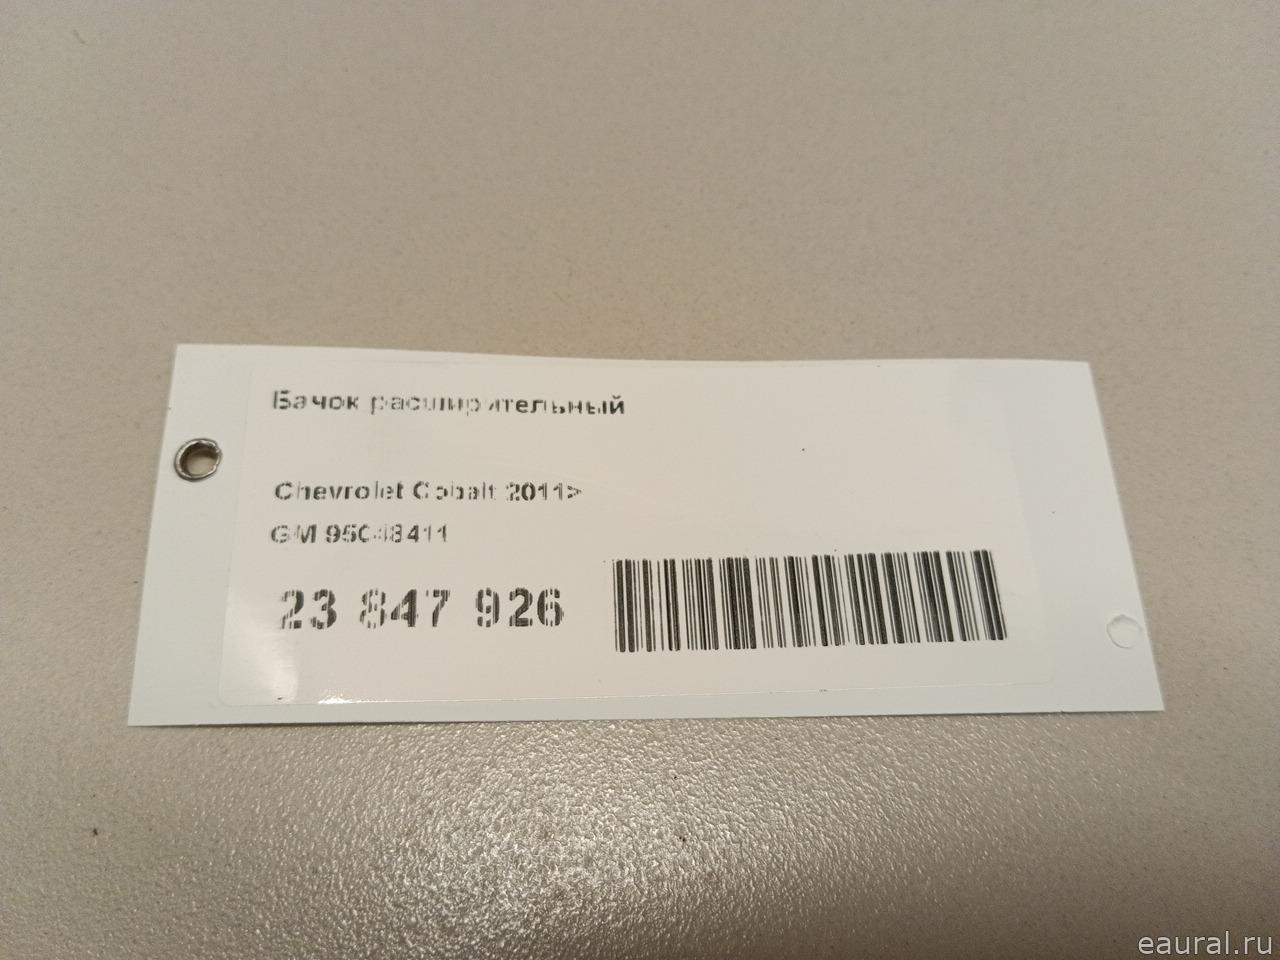 Бачок расширительный
Chevrolet Cobalt 2011>
GM 95048411
23 847 926
eaural.ru